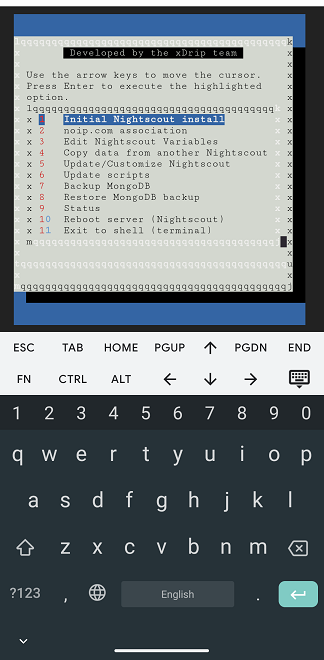 lqqqqqqqqqqqqqqqqqqqqqqqqqqqqqqqqqqqqqqqqk
Developed by the xDrip team
Use the arrow keys to move the cursor.
Press Enter to execute the highlighted
option.
lqqqqqqqqqqqqqqqqqqqqqqqqqqqqqqqqqqqqqq
x 1 Initial Nightscout install
x 2 noip.com association
x 3 Edit Nightscout Variables
x 4 Copy data from another Nightscout
x 5 Update/Customize Nightscout
x 6 Update scripts
x 7 Backup MongoDB
x 8 Restore MongoDB backup
x 9 Status
x 10 Reboot server (Nightscout)
x 11 Exit to shell (terminal)
ESC TAB HOME PGUP ↑ PGDN END
FN CTRL ALT ← ↓ →
1 2 3 4 5 6 7 8 9 0
q w e r t y u i o p
a s d f g h j k l
z x c v b n m
?123 , English .